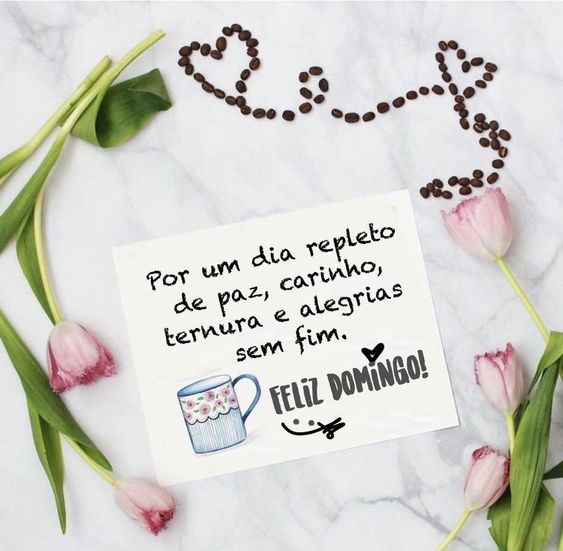 Por um dia repleto
de paz, carinho,
ternura e alegrias
sem fim.
FELIZ DOMINGO!